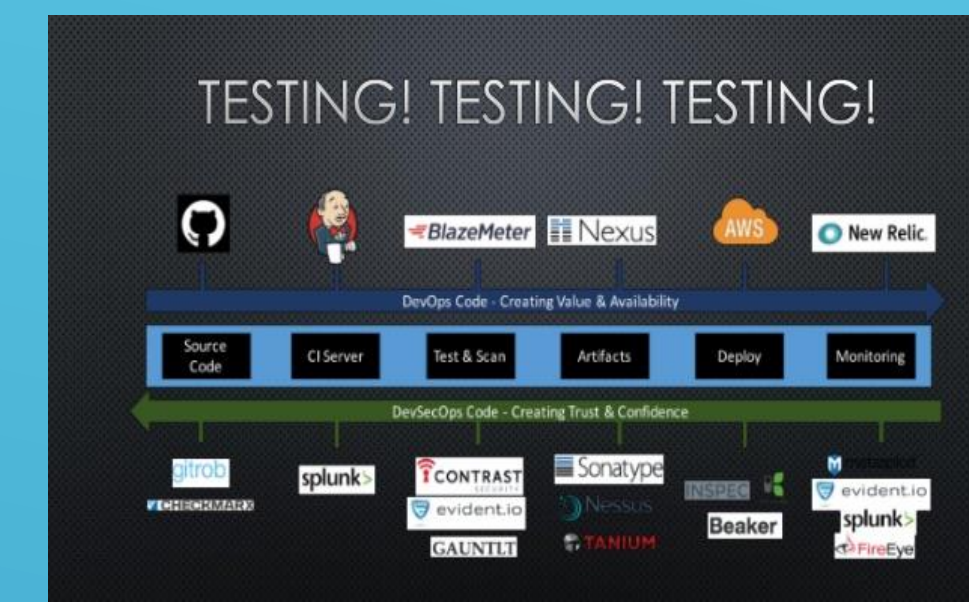 TESTING! TESTING! TESTING!
BlazeMeter
Nexus
AWS
New Relic.
DevOps Code - Creating Value & Availability
Source
Code
CI Server
Test & Scan
Artifacts
Deploy
Monitoring
DevSecOps Code - Creating Trust & Confidence
gitrob
CHECKMARX
splunk>
CONTRAST
SECURITY
evident.io
GAUNTLT
Sonatype
Nessus
TANIUM
INSPEC
Beaker
metasploit
evident.io
splunk>
FireEye